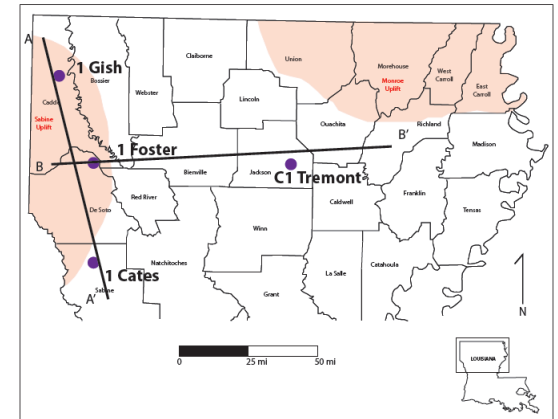 A
1 Gish
Bossier
Caddo
Sabine
Uplift
Webster
Claiborne
Union
Morehouse
Monroe
Uplift
West
Carroll
East
Carroll
Lincoln
Ouachita
Richland
Madison
B'
1 Foster
B
Bienville
Jackson
C1 Tremont
Caldwell
Franklin
Tensas
De Soto
Red River
Winn
Natchitoches
1 Cates
Sabine
A'
La Salle
Catahoula
Grant
N
0
25 mi
50 mi
LOUISIANA